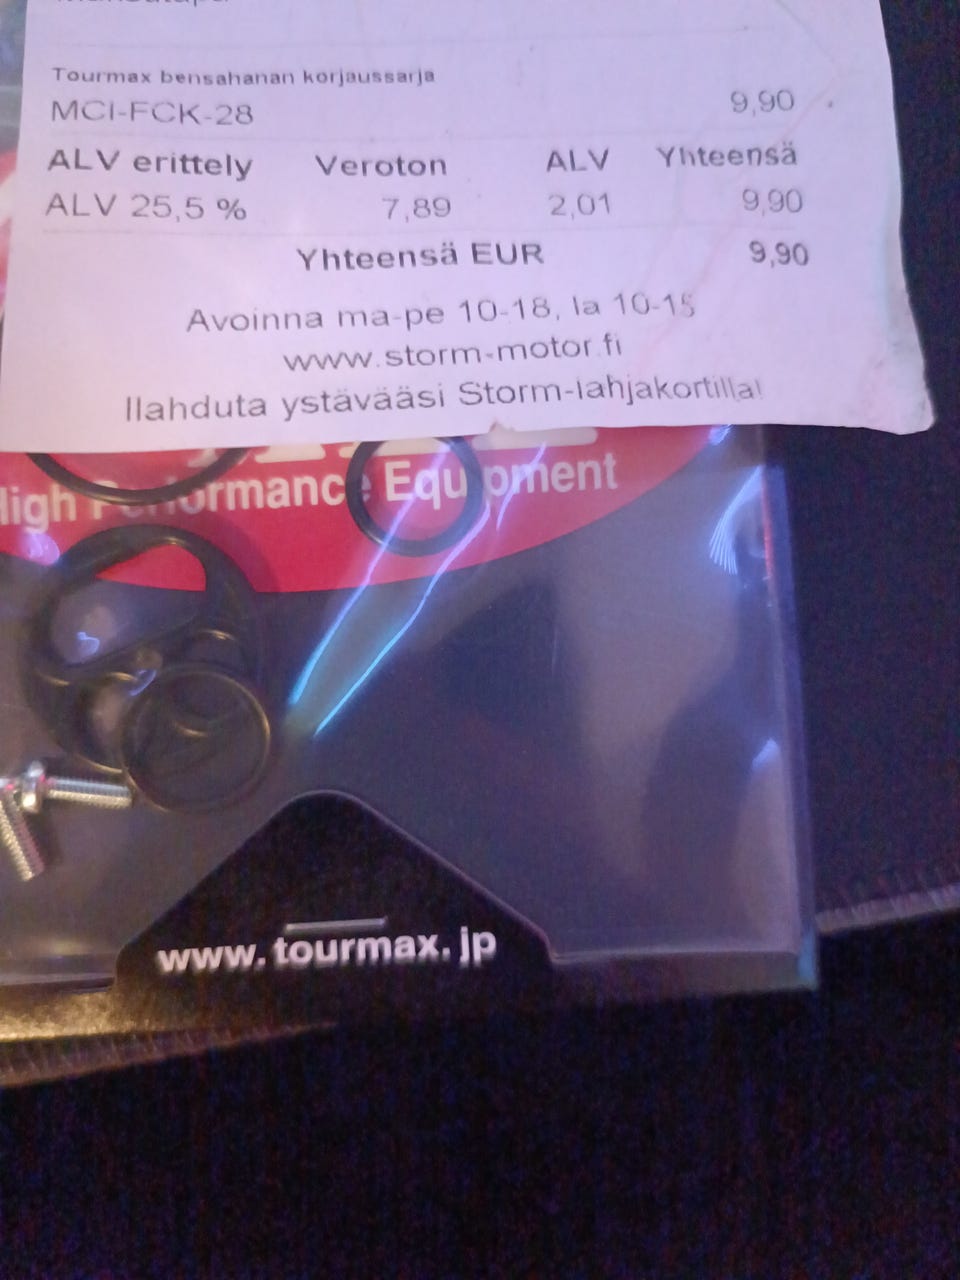 Tourmax bensahanan korjaussarja
MCI-FCK-28 9,90
ALV erittely Veroton ALV Yhteensä
ALV 25,5 % 7,89 2,01 9,90
Yhteensä EUR 9,90
Avoinna ma-pe 10-18, la 10-15
www.storm-motor.fi
Ilahduta ystävääsi Storm-lahjakortilla!
High Performance Equipment
www.tourmax.jp